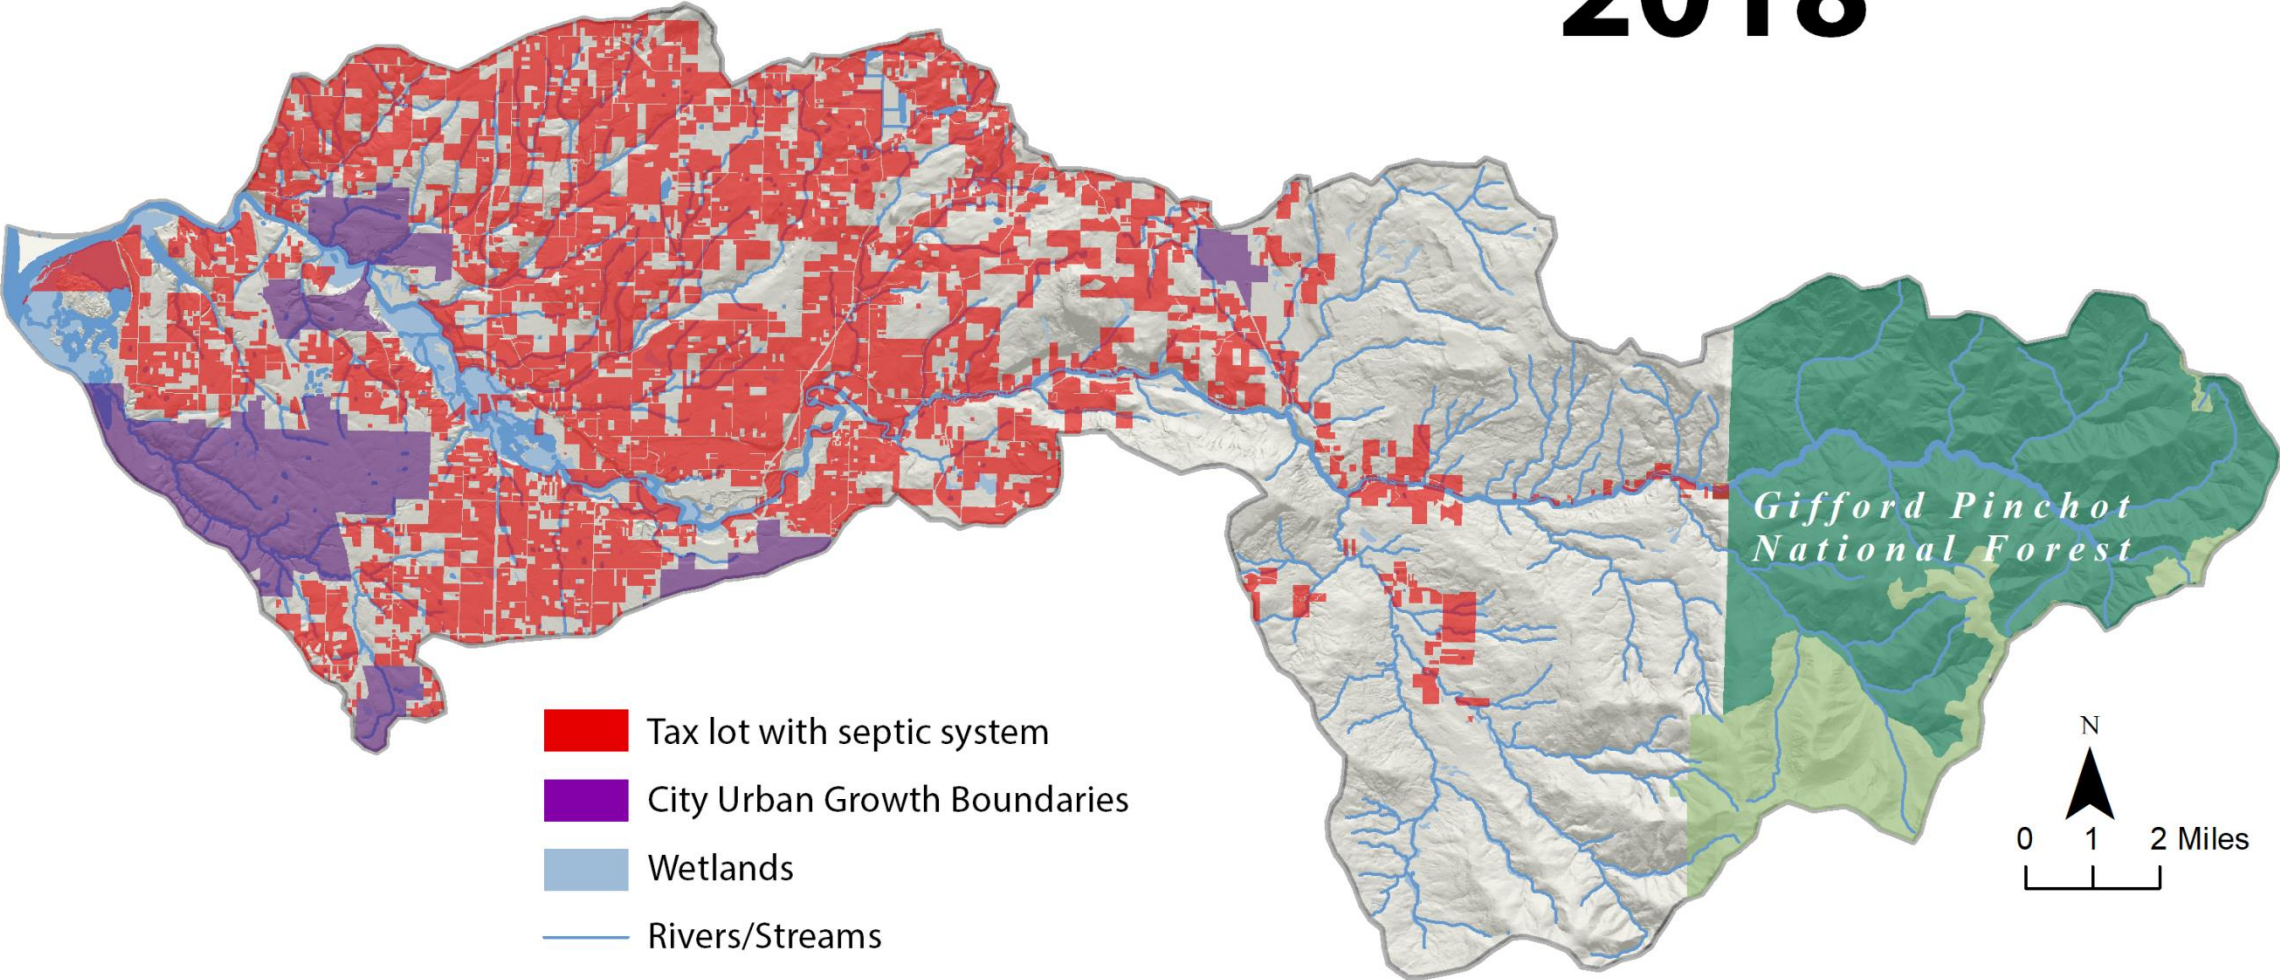 2018
Gifford Pinchot
National Forest
Tax lot with septic system
City Urban Growth Boundaries
Wetlands
Rivers/Streams
N
0 1 2 Miles